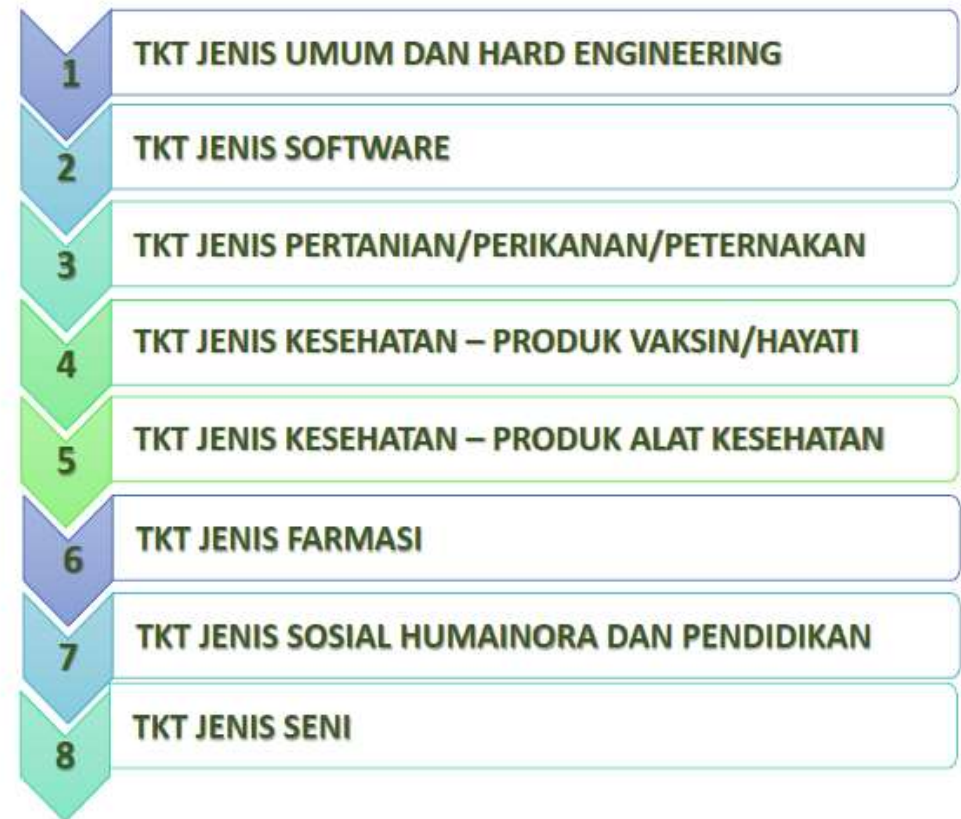 1 TKT JENIS UMUM DAN HARD ENGINEERING
2 TKT JENIS SOFTWARE
3 TKT JENIS PERTANIAN/PERIKANAN/PETERNAKAN
4 TKT JENIS KESEHATAN – PRODUK VAKSIN/HAYATI
5 TKT JENIS KESEHATAN – PRODUK ALAT KESEHATAN
6 TKT JENIS FARMASI
7 TKT JENIS SOSIAL HUMAINORA DAN PENDIDIKAN
8 TKT JENIS SENI